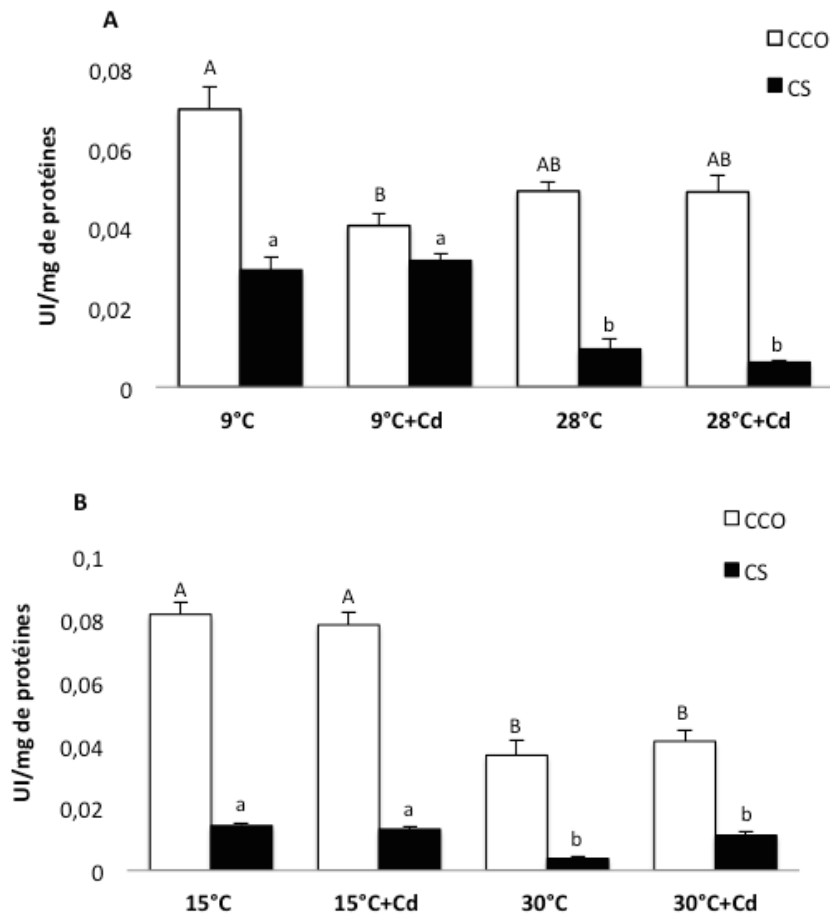 A
CCO
CS
UI/mg de protéines
0,08
0,06
0,04
0,02
0
A
a
B
a
AB
b
AB
b
9°C
9°C+Cd
28°C
28°C+Cd
B
CCO
CS
UI/mg de protéines
0,1
0,08
0,06
0,04
0,02
0
A
a
A
a
B
b
B
b
15°C
15°C+Cd
30°C
30°C+Cd